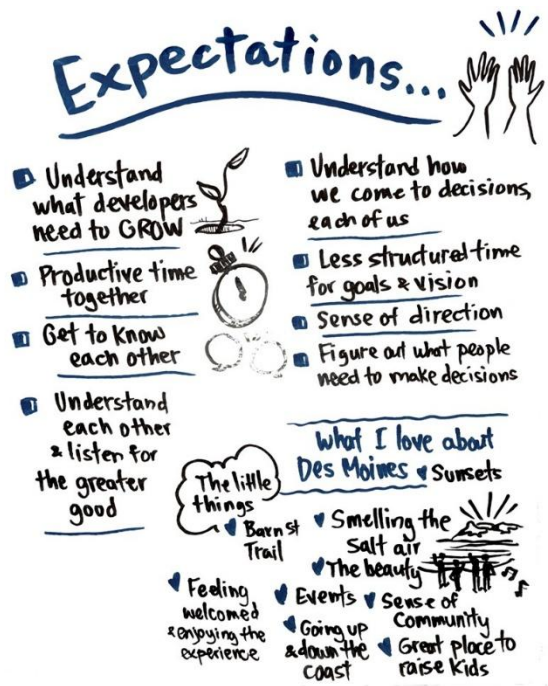 Expectations...
Understand
what developers
need to GROW
Productive time
together
Get to Know
each other
Understand
each other
& listen for
the greater
good
Understand how
we come to decisions,
each of us
Less structured time
for goals & vision
Sense of direction
Figure out what people
need to make decisions
What I love about
Des Moines
Sunsets
The little
things
Barn st
Trail
Smelling the
Salt air
The beauty
Feeling
welcomed
& enjoying the
experience
Events
Going up
& down the
coast
Sense of
Community
Great place to
raise Kids